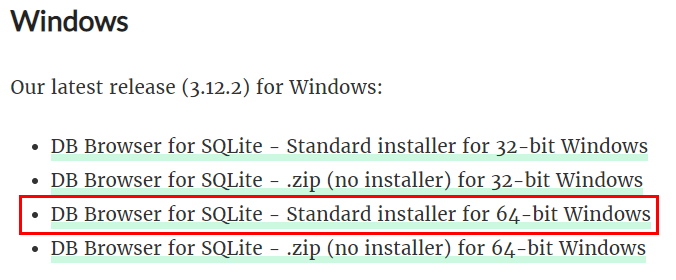 Windows
Our latest release (3.12.2) for Windows:
• DB Browser for SQLite - Standard installer for 32-bit Windows
• DB Browser for SQLite - .zip (no installer) for 32-bit Windows
• DB Browser for SQLite - Standard installer for 64-bit Windows
• DB Browser for SQLite - .zip (no installer) for 64-bit Windows